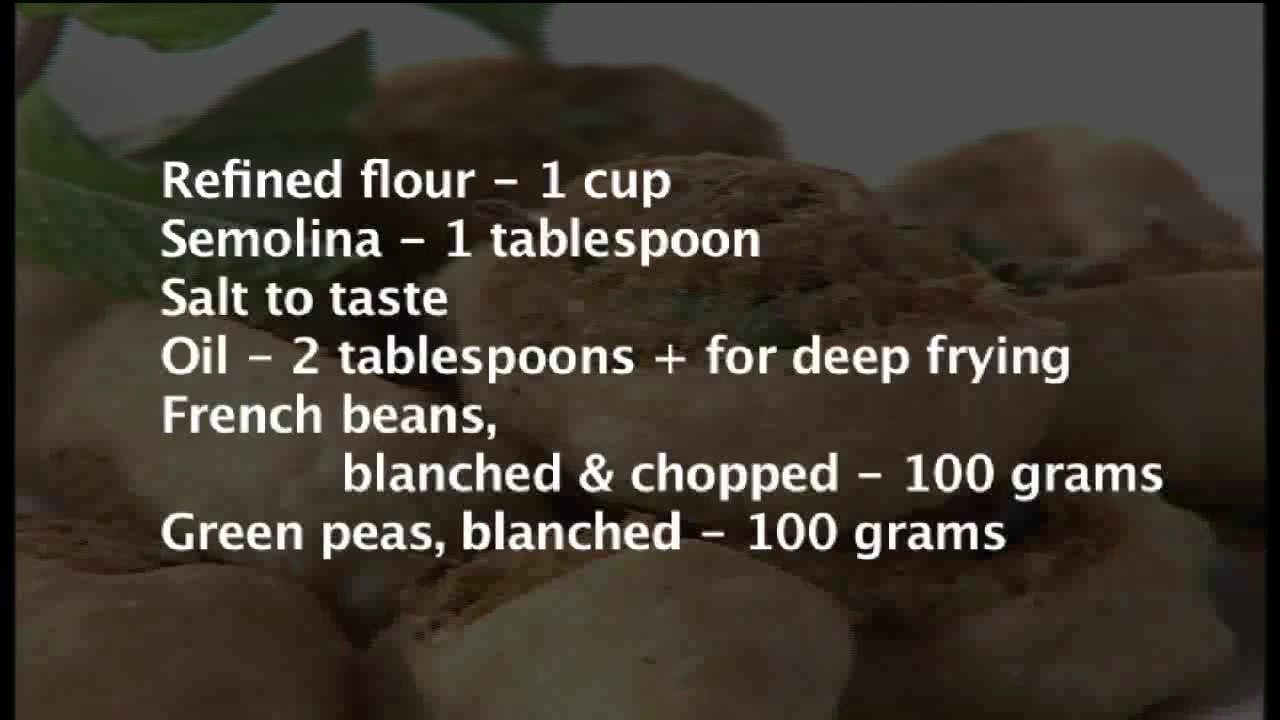 Refined flour – 1 cup
Semolina – 1 tablespoon
Salt to taste
Oil – 2 tablespoons + for deep frying
French beans,
blanched & chopped – 100 grams
Green peas, blanched – 100 grams